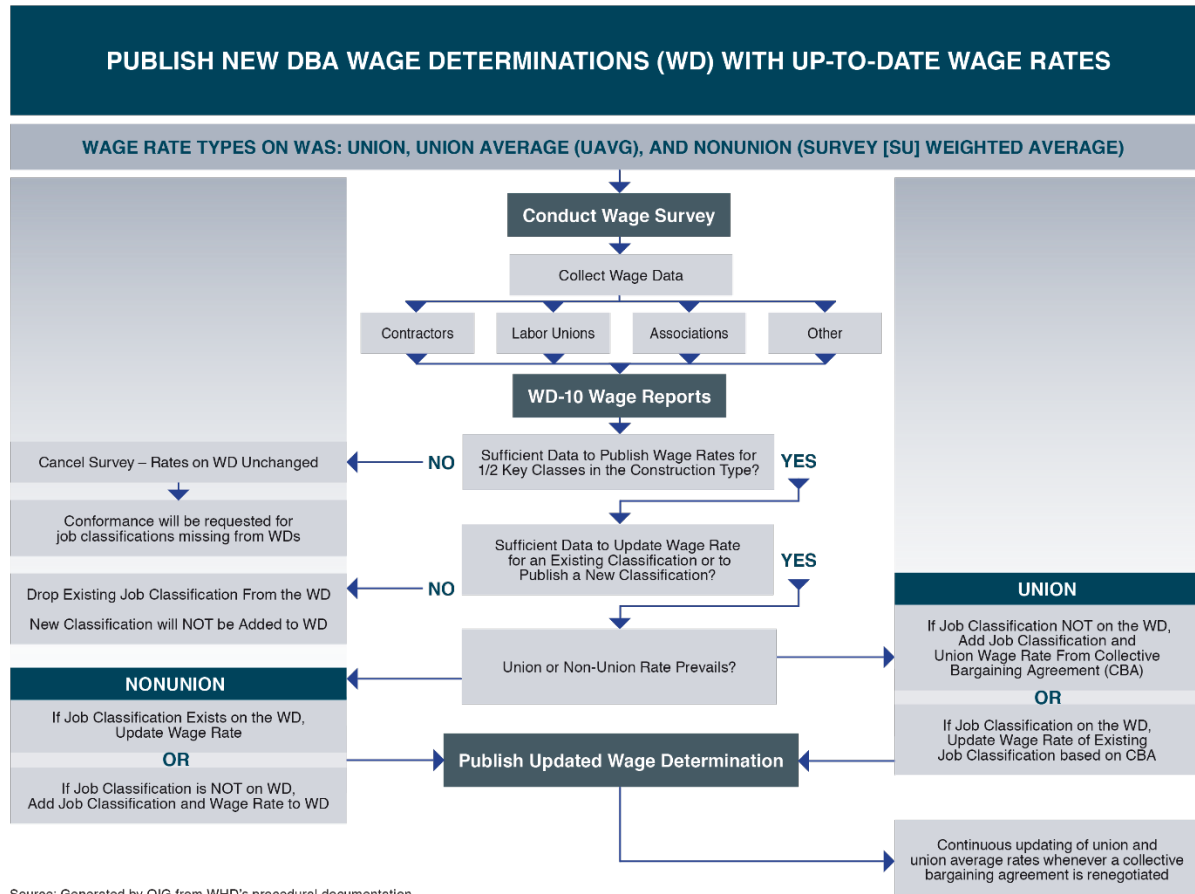 PUBLISH NEW DBA WAGE DETERMINATIONS (WD) WITH UP-TO-DATE WAGE RATES
WAGE RATE TYPES ON WAS: UNION, UNION AVERAGE (UAVG), AND NONUNION (SURVEY [SU] WEIGHTED AVERAGE)
Conduct Wage Survey
Collect Wage Data
Contractors
Labor Unions
Associations
Other
WD-10 Wage Reports
Sufficient Data to Publish Wage Rates for
1/2 Key Classes in the Construction Type?
YES
NO
Cancel Survey – Rates on WD Unchanged
Conformance will be requested for
job classifications missing from WDs
Sufficient Data to Update Wage Rate
for an Existing Classification or to
Publish a New Classification?
YES
NO
Drop Existing Job Classification From the WD
New Classification will NOT be Added to WD
Union or Non-Union Rate Prevails?
NONUNION
If Job Classification Exists on the WD,
Update Wage Rate
OR
If Job Classification is NOT on WD,
Add Job Classification and Wage Rate to WD
UNION
If Job Classification NOT on the WD,
Add Job Classification and
Union Wage Rate From Collective
Bargaining Agreement (CBA)
OR
If Job Classification on the WD,
Update Wage Rate of Existing
Job Classification based on CBA
Publish Updated Wage Determination
Continuous updating of union and
union average rates whenever a collective
bargaining agreement is renegotiated
Source: Generated by OIG from WHD's procedural documentation